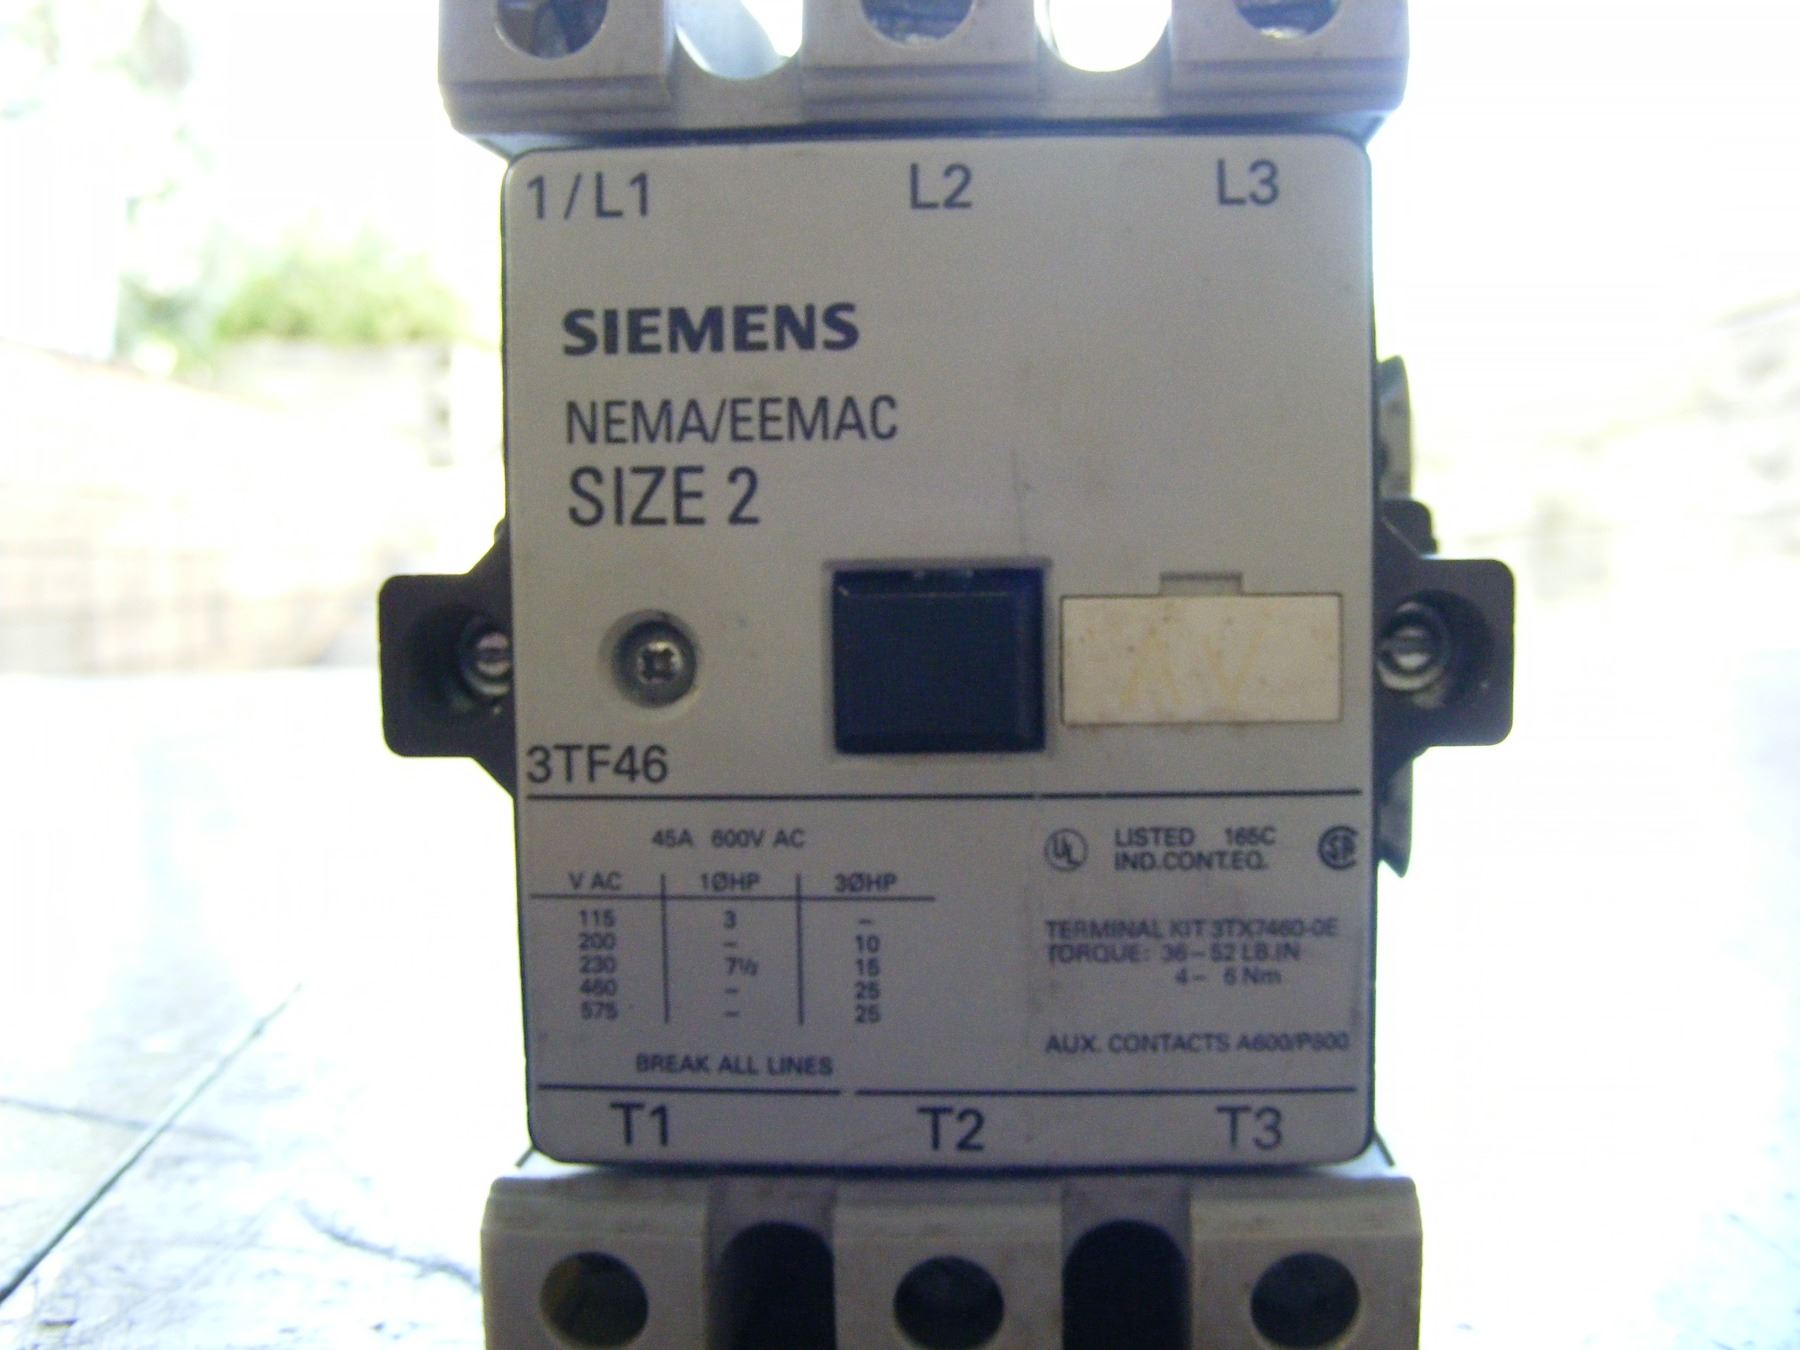 1/L1 L2 L3
SIEMENS
NEMA/EEMAC
SIZE 2
3TF46
45A 600V AC
V AC 1ØHP 3ØHP
115 3 –
200 – 10
230 7½ 15
460 – 25
575 – 25
BREAK ALL LINES
UL LISTED 165C
IND.CONT.EQ.
TERMINAL KIT 3TX7460-0E
TORQUE: 36 – 52 LB.IN
4 – 6 Nm
AUX. CONTACTS A600/P600
T1 T2 T3